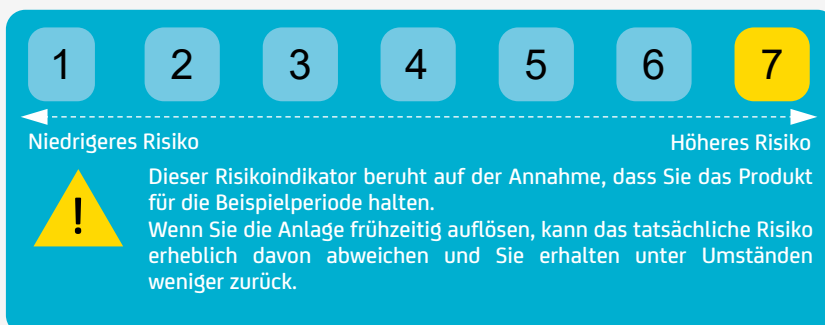 1 2 3 4 5 6 7
Niedrigeres Risiko Höheres Risiko
Dieser Risikoindikator beruht auf der Annahme, dass Sie das Produkt
für die Beispielperiode halten.
!
Wenn Sie die Anlage frühzeitig auflösen, kann das tatsächliche Risiko
erheblich davon abweichen und Sie erhalten unter Umständen
weniger zurück.